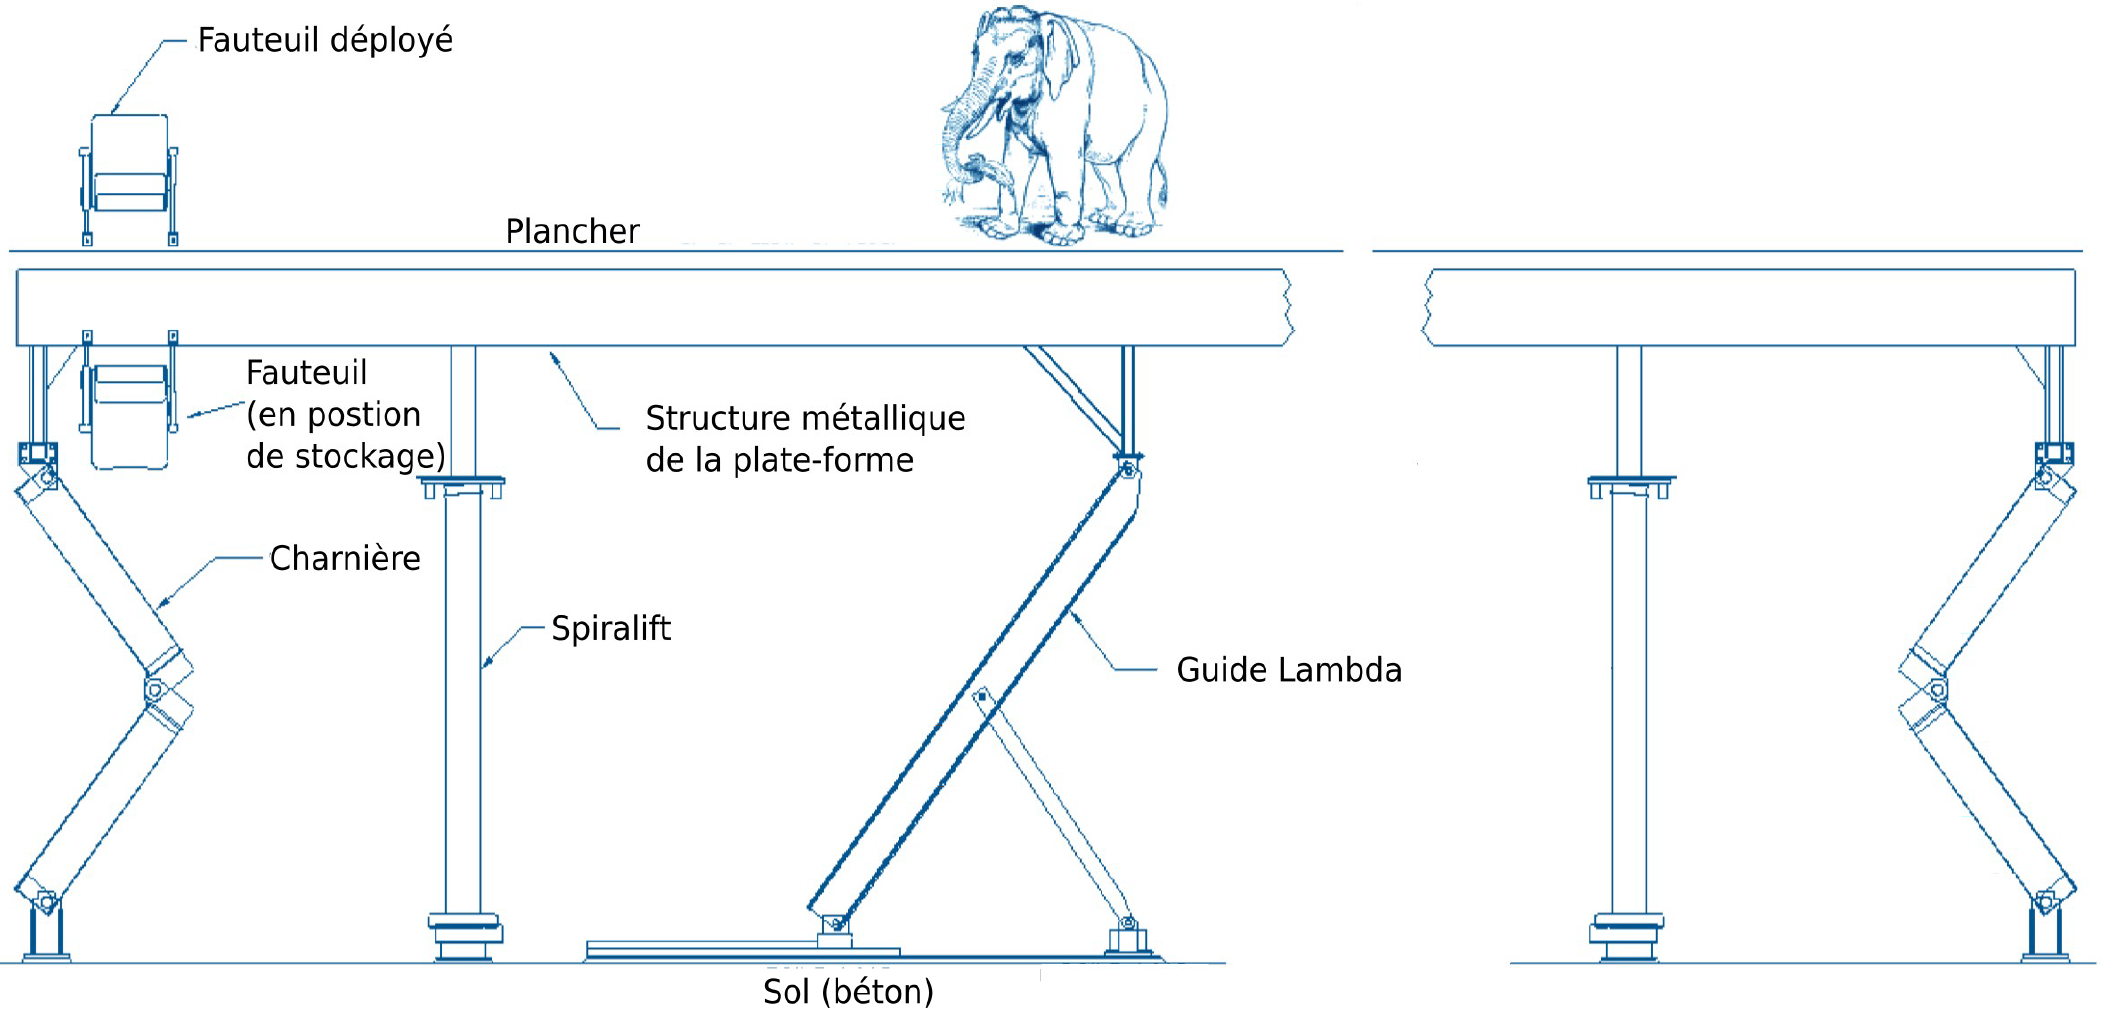 Fauteuil déployé
Plancher
Fauteuil
(en postion
de stockage)
Structure métallique
de la plate-forme
Charnière
Spiralift
Guide Lambda
Sol (béton)